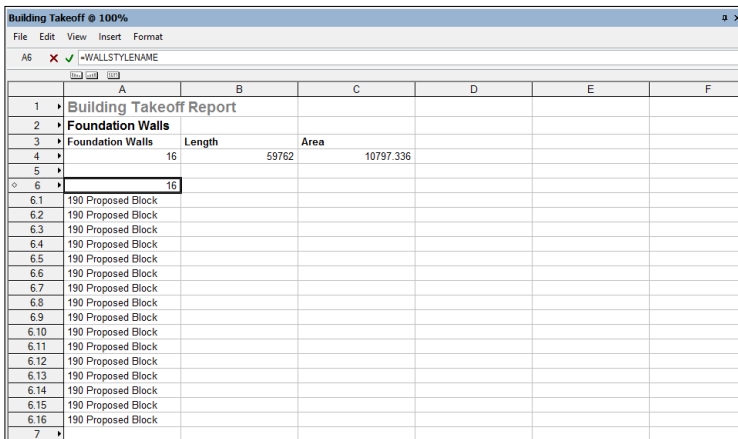 Building Takeoff @ 100%
File Edit View Insert Format
A6 =WALLSTYLENAME
A B C D E F
1 Building Takeoff Report
2 Foundation Walls
3 Foundation Walls Length Area
4 16 59762 10797.336
5
6 16
6.1 190 Proposed Block
6.2 190 Proposed Block
6.3 190 Proposed Block
6.4 190 Proposed Block
6.5 190 Proposed Block
6.6 190 Proposed Block
6.7 190 Proposed Block
6.8 190 Proposed Block
6.9 190 Proposed Block
6.10 190 Proposed Block
6.11 190 Proposed Block
6.12 190 Proposed Block
6.13 190 Proposed Block
6.14 190 Proposed Block
6.15 190 Proposed Block
6.16 190 Proposed Block
7